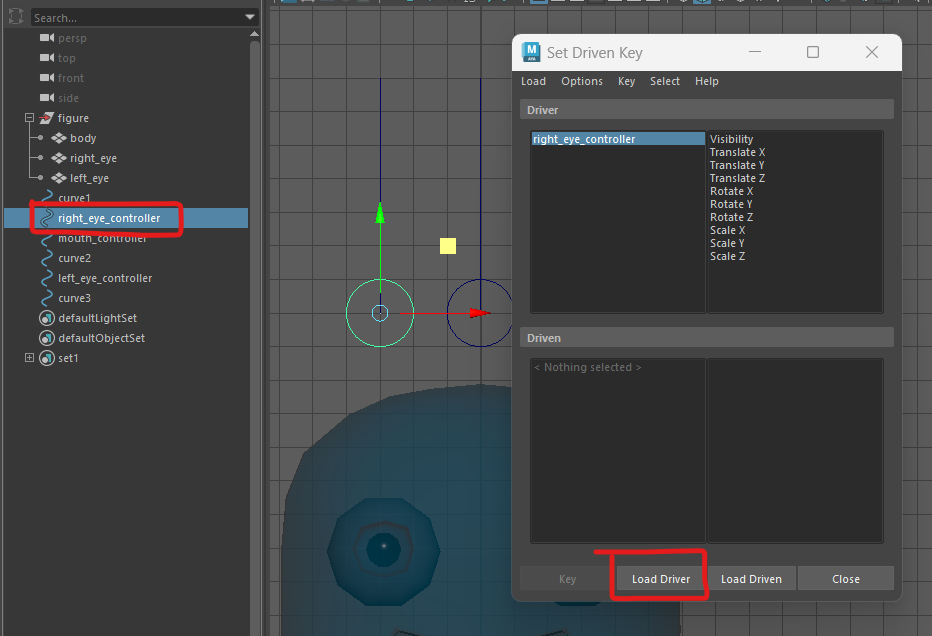 Search...
persp
top
front
side
figure
body
right_eye
left_eye
curve1
right_eye_controller
mouth_controller
curve2
left_eye_controller
curve3
defaultLightSet
defaultObjectSet
set1
M
AYA
Set Driven Key
Load Options Key Select Help
Driver
right_eye_controller
Visibility
Translate X
Translate Y
Translate Z
Rotate X
Rotate Y
Rotate Z
Scale X
Scale Y
Scale Z
Driven
< Nothing selected >
Key Load Driver Load Driven Close